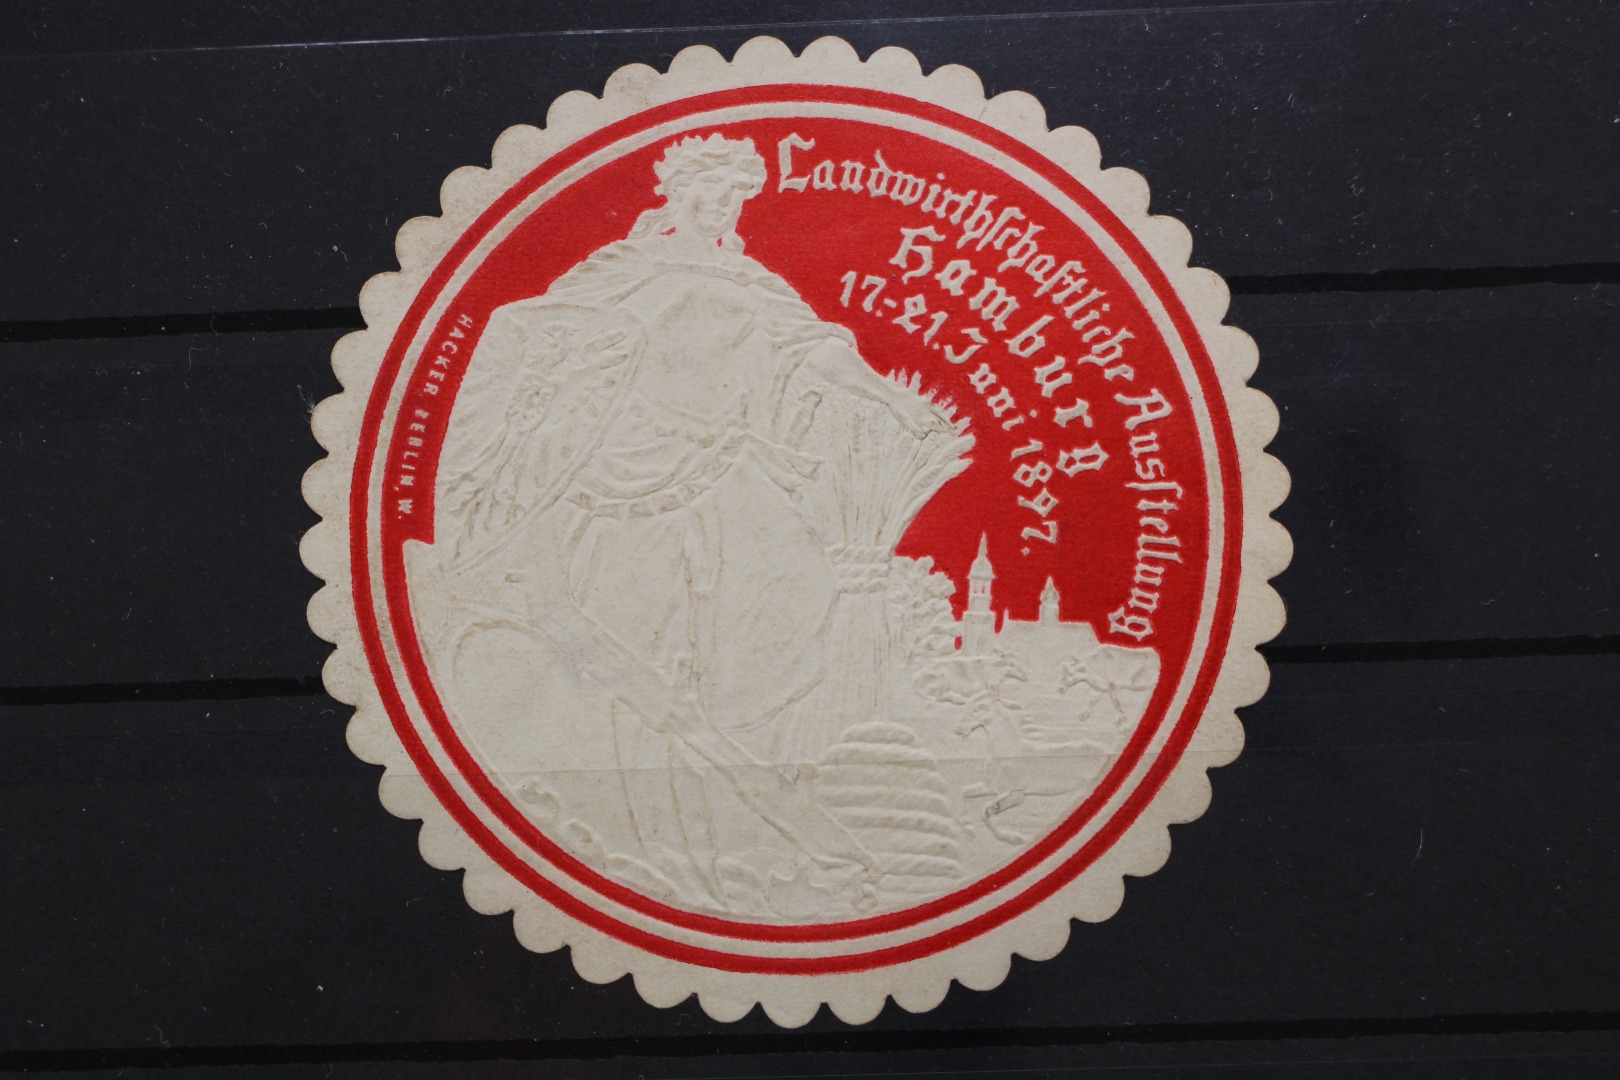 Landwirthschaftliche Ausstellung
Hamburg
17.-21. Juni 1897.
HACKER, BERLIN, W.